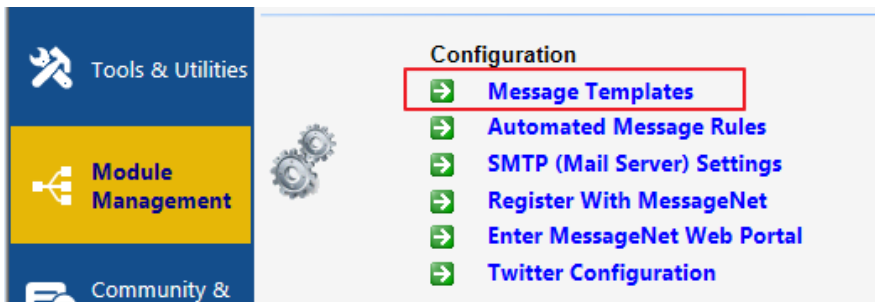 Tools & Utilities
Module
Management
Community &
Configuration
Message Templates
Automated Message Rules
SMTP (Mail Server) Settings
Register With MessageNet
Enter MessageNet Web Portal
Twitter Configuration